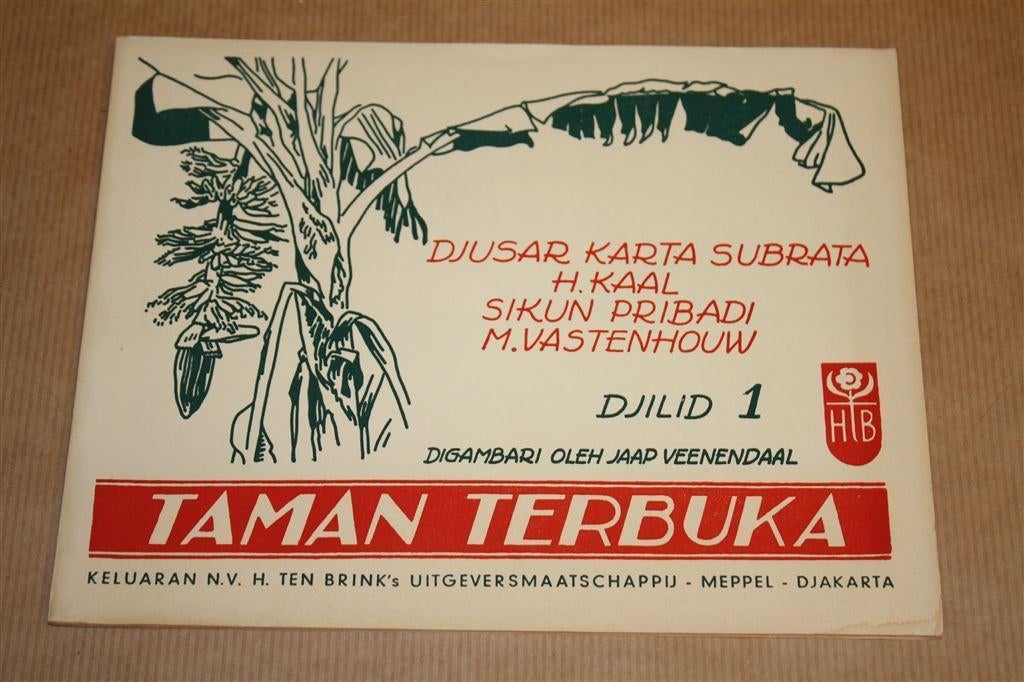 DJUSAR KARTA SUBRATA
H. KAAL
SIKUN PRIBADI
M. VASTENHOUW
DJILID 1
HTB
DIGAMBARI OLEH JAAP VEENENDAAL
TAMAN TERBUKA
KELUARAN N.V. H. TEN BRINK's UITGEVERSMAATSCHAPPIJ - MEPPEL - DJAKARTA